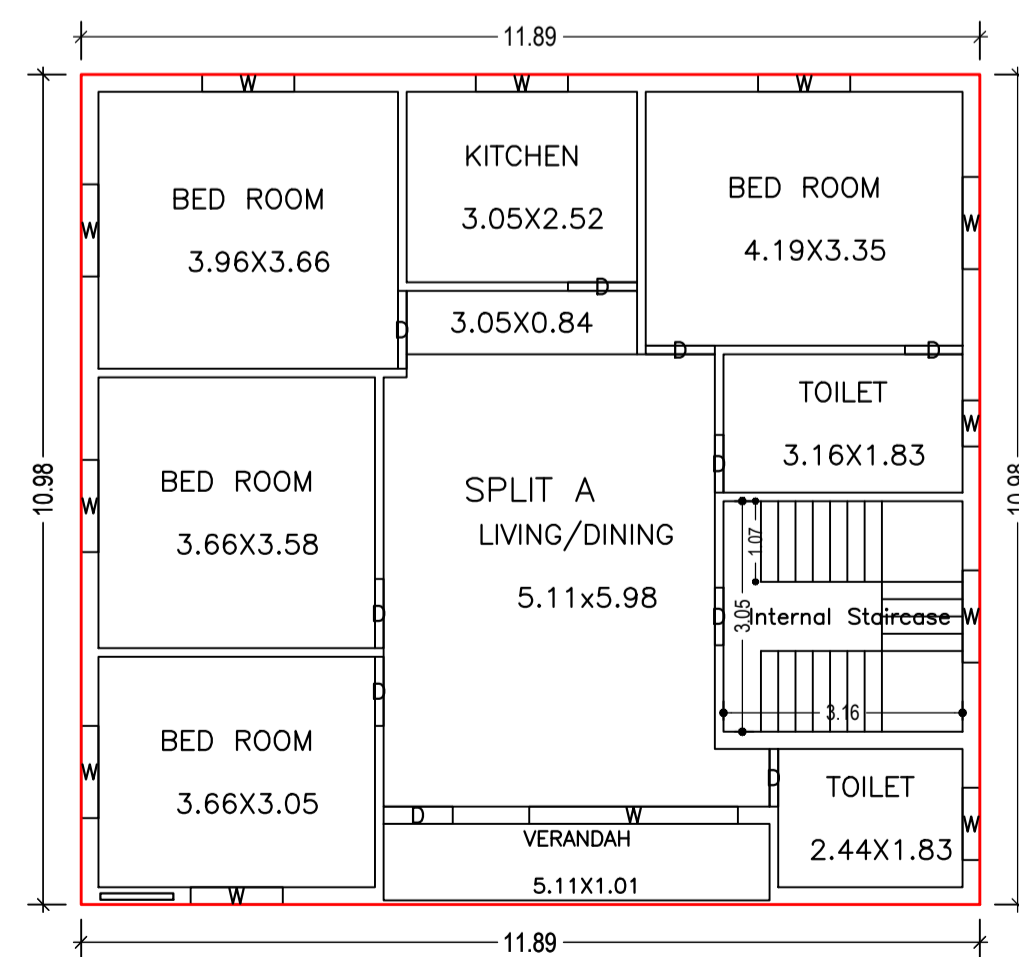 11.89
W
W
W
BED ROOM
3.96X3.66
KITCHEN
3.05X2.52
BED ROOM
4.19X3.35
W
W
D
3.05X0.84
D
D
D
TOILET
3.16X1.83
W
D
10.98
10.98
BED ROOM
3.66X3.58
W
SPLIT A
LIVING/DINING
5.11x5.98
1.07
3.05
Internal Staircase
W
D
D
3.16
BED ROOM
3.66X3.05
W
D
D
TOILET
2.44X1.83
W
D
W
VERANDAH
5.11X1.01
W
11.89